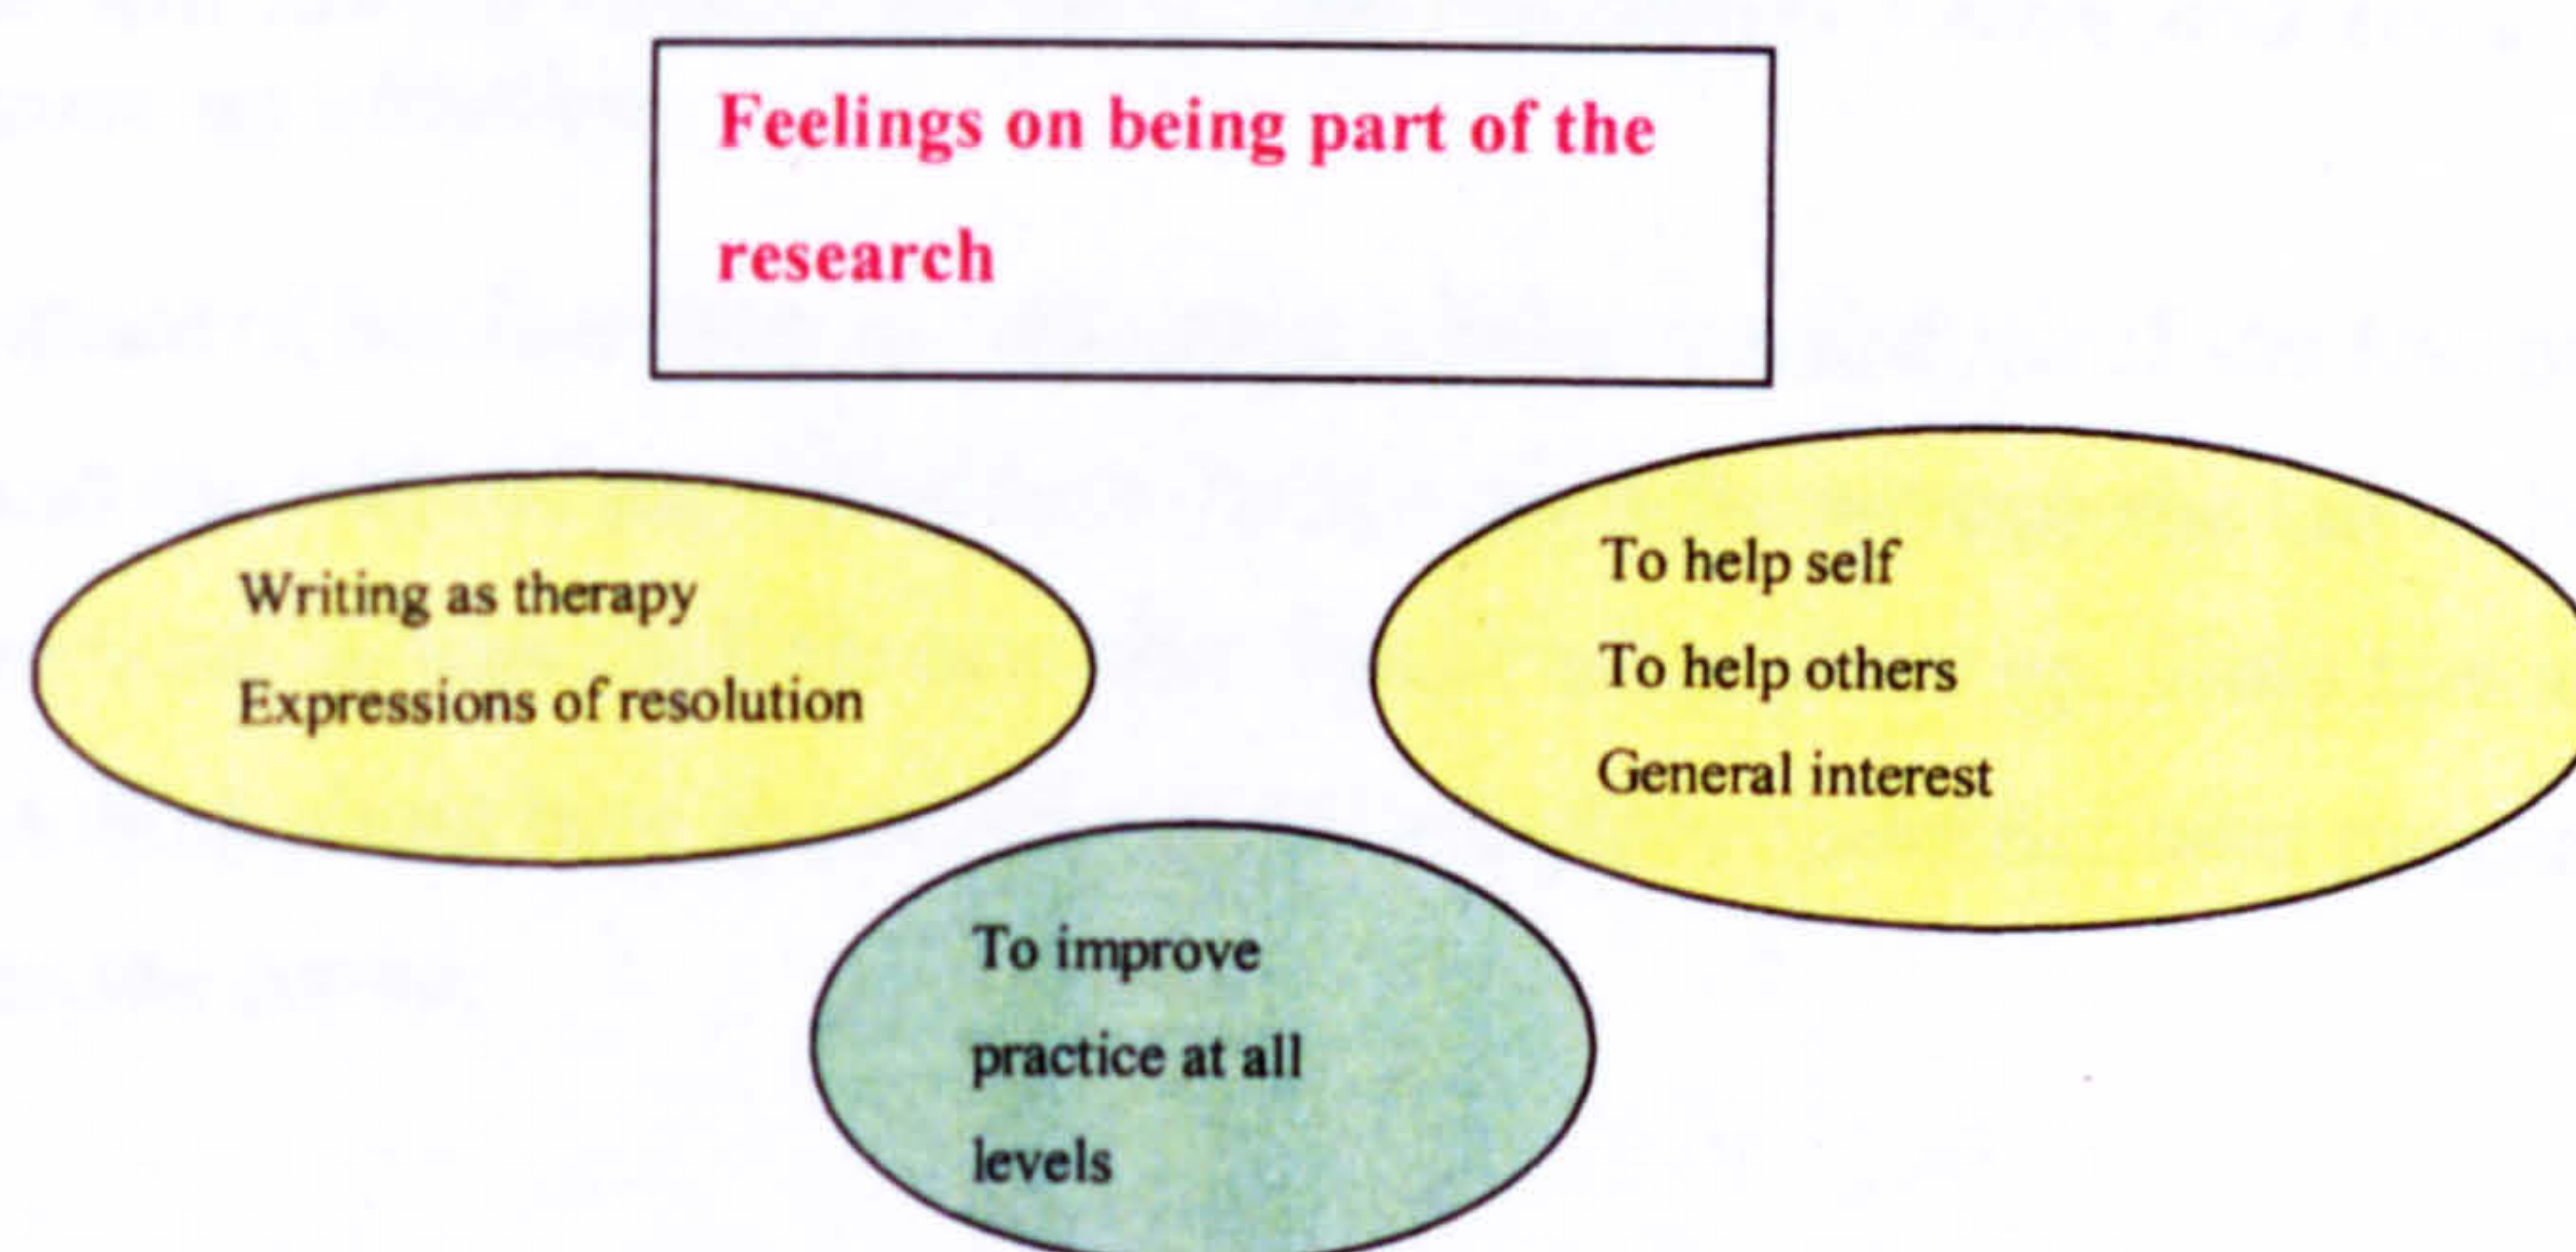 Feelings on being part of the
research
Writing as therapy
Expressions of resolution
To help self
To help others
General interest
To improve
practice at all
levels